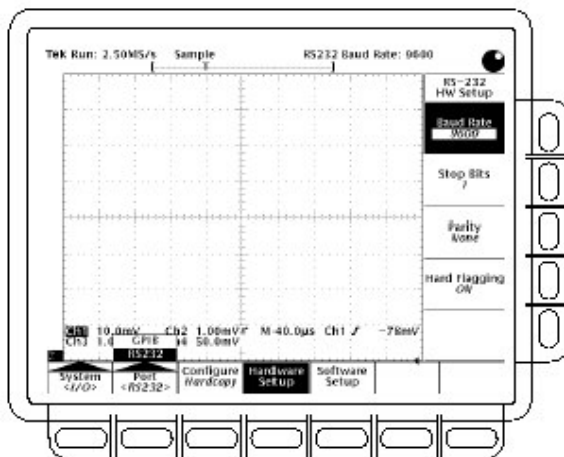 Tek Run: 2.50MS/s Sample RS232 Baud Rate: 9600
RS-232
HW Setup
Baud Rate
9600
Stop Bits
1
Parity
None
Hard Flagging
ON
Ch1 10.0mV Ch2 1.00mV M 40.0µs Ch1 -78mV
Ch3 50.0mV
GPIB
RS232
System
<I/O>
Port
<RS232>
Configure
Hardcopy
Hardware
Setup
Software
Setup